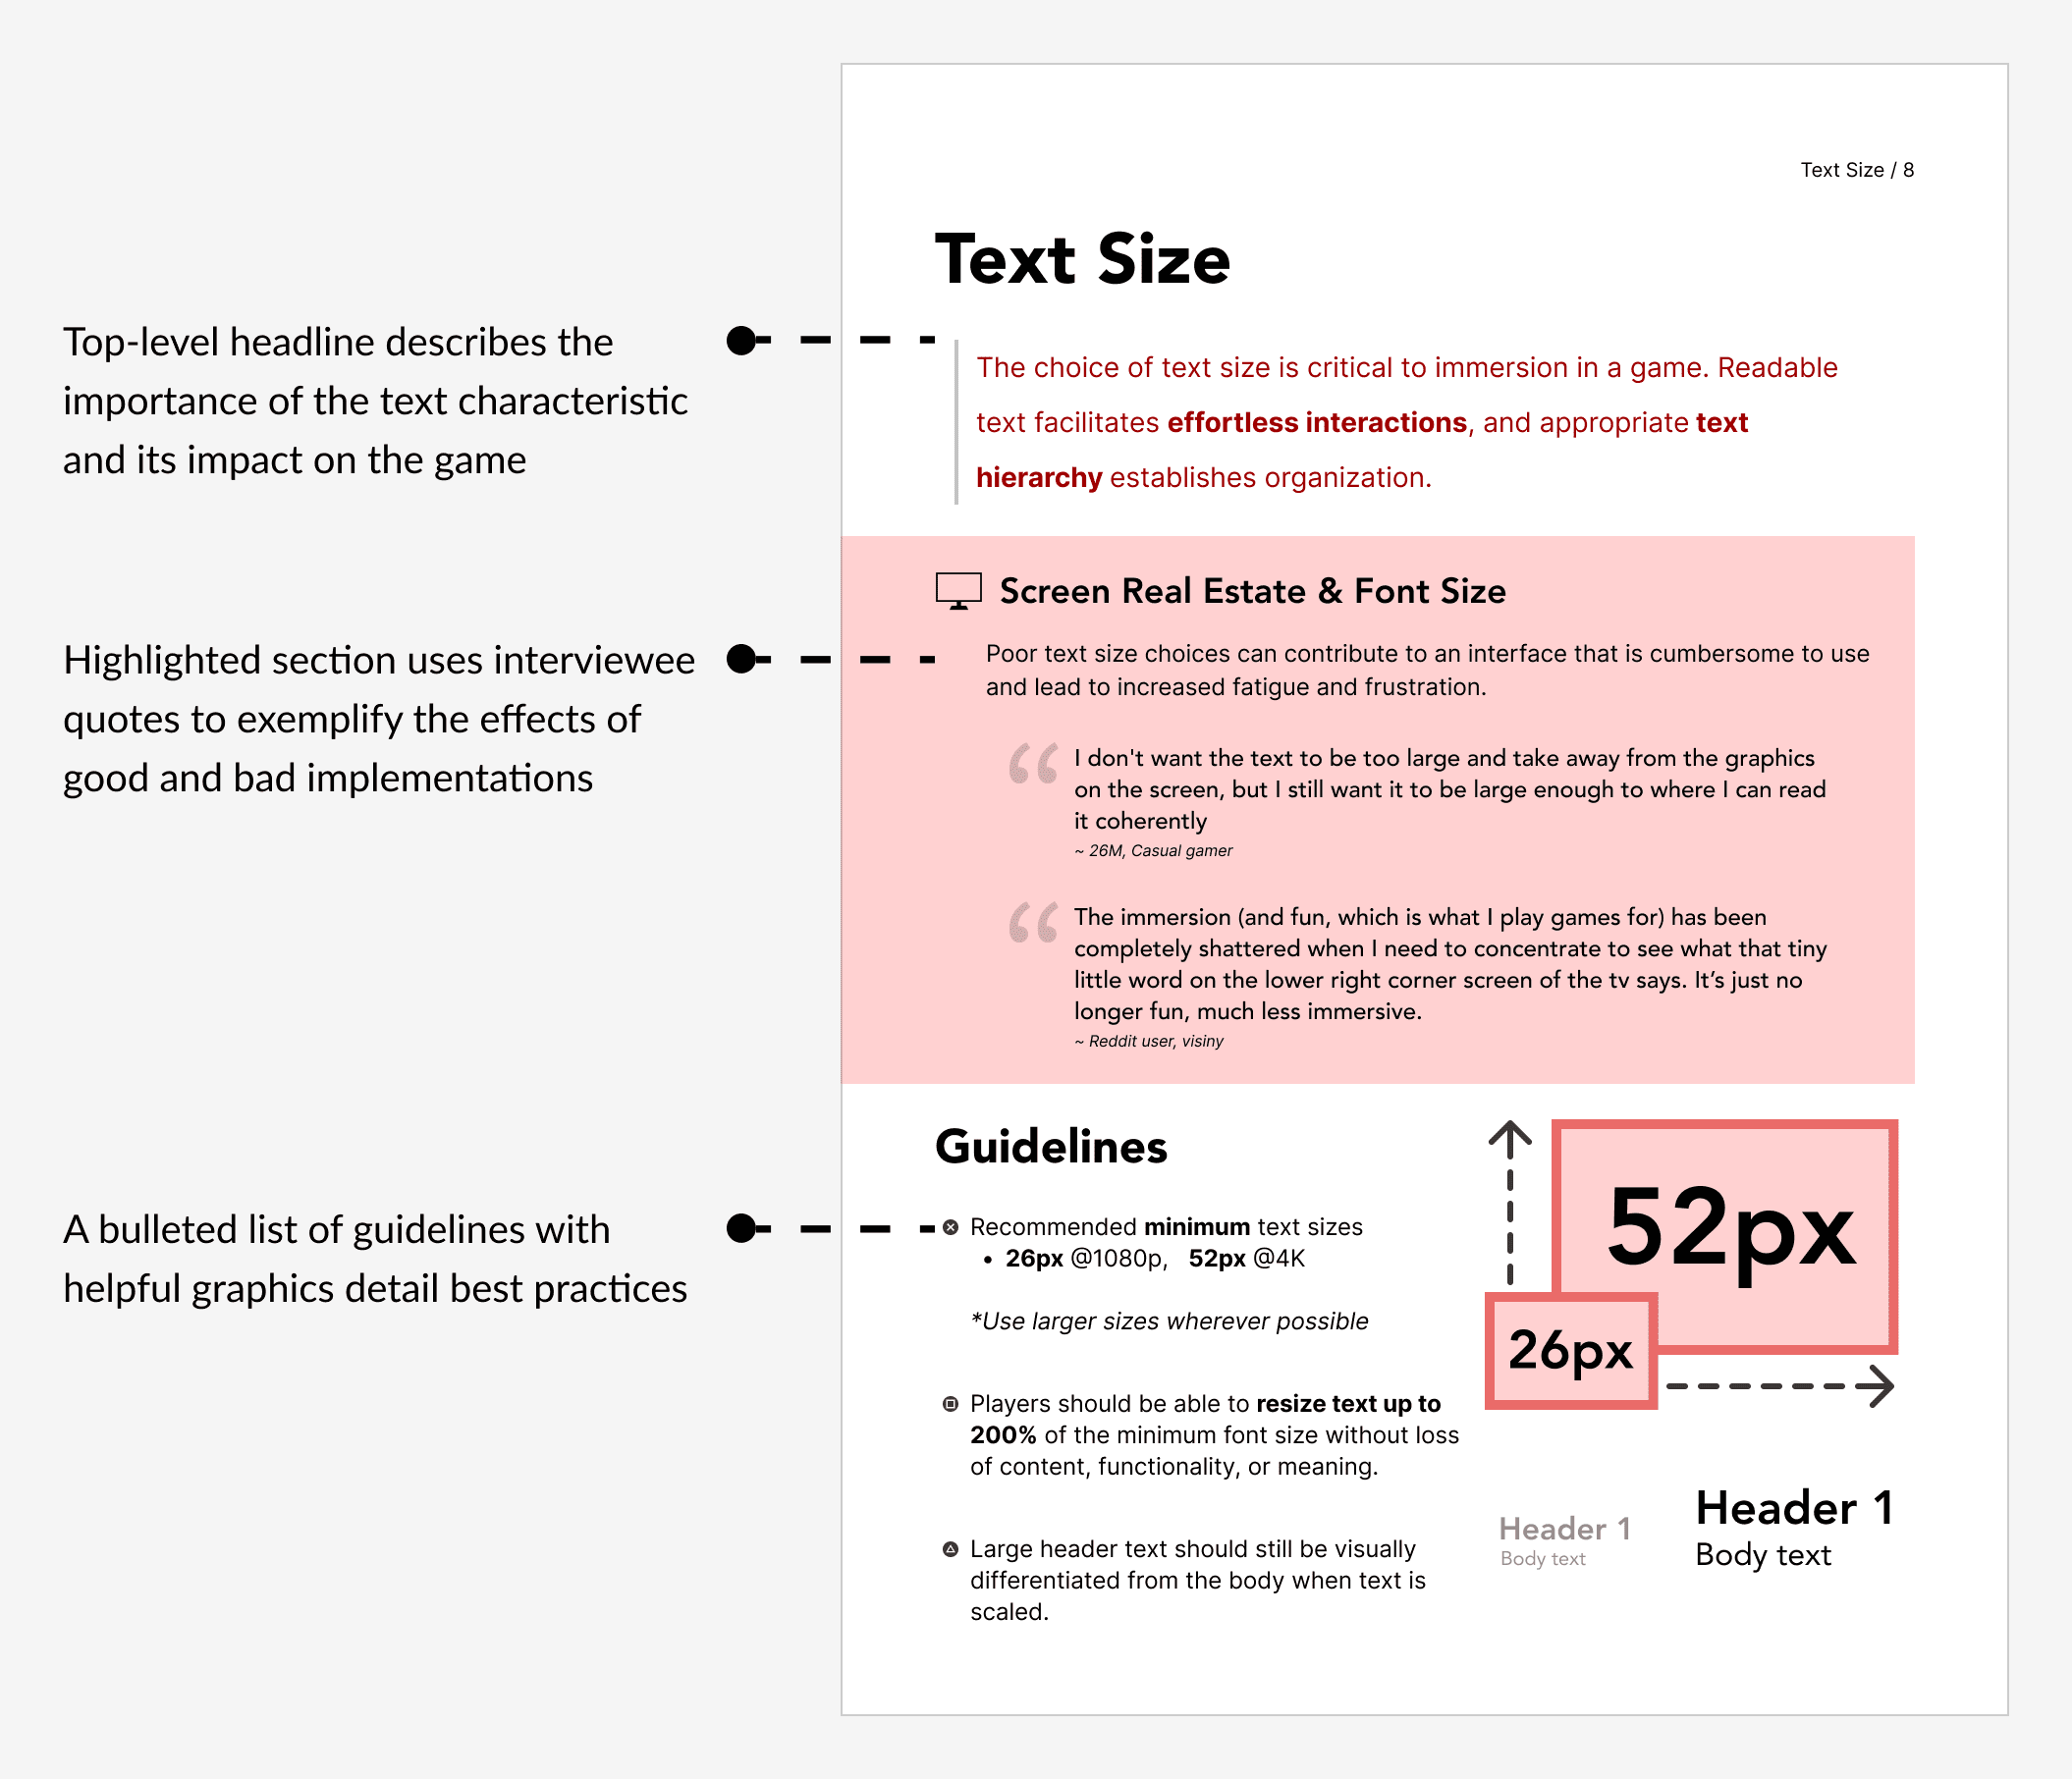 Top-level headline describes the
importance of the text characteristic
and its impact on the game
Highlighted section uses interviewee
quotes to exemplify the effects of
good and bad implementations
A bulleted list of guidelines with
helpful graphics detail best practices
Text Size / 8
Text Size
The choice of text size is critical to immersion in a game. Readable
text facilitates effortless interactions, and appropriate text
hierarchy establishes organization.
Screen Real Estate & Font Size
Poor text size choices can contribute to an interface that is cumbersome to use
and lead to increased fatigue and frustration.
“ I don't want the text to be too large and take away from the graphics
on the screen, but I still want it to be large enough to where I can read
it coherently
~ 26M, Casual gamer
“ The immersion (and fun, which is what I play games for) has been
completely shattered when I need to concentrate to see what that tiny
little word on the lower right corner screen of the tv says. It’s just no
longer fun, much less immersive.
~ Reddit user, visiny
Guidelines
Recommended minimum text sizes
• 26px @1080p, 52px @4K
*Use larger sizes wherever possible
Players should be able to resize text up to
200% of the minimum font size without loss
of content, functionality, or meaning.
Large header text should still be visually
differentiated from the body when text is
scaled.
52px
26px
Header 1
Body text
Header 1
Body text